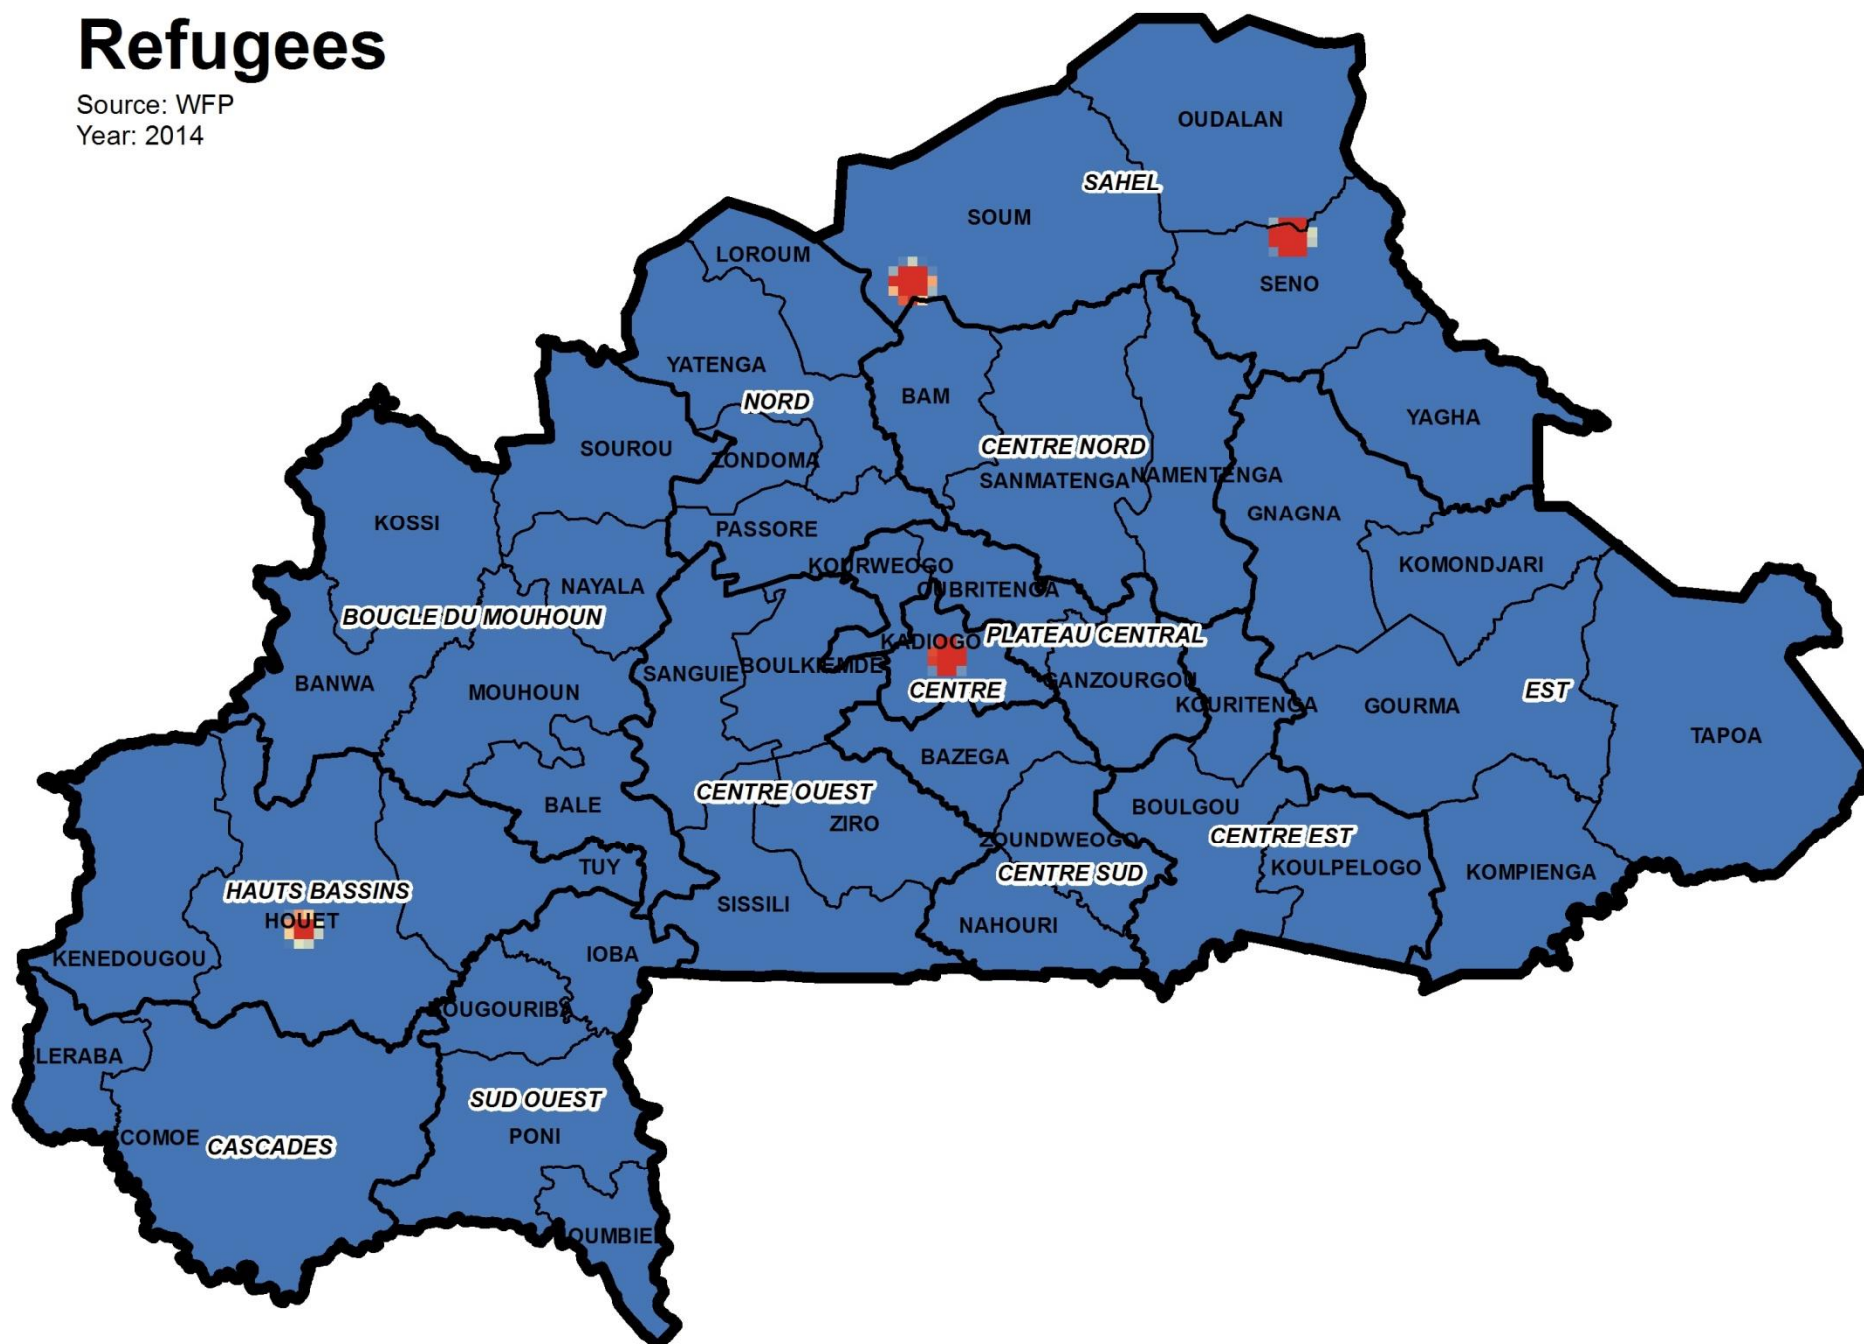 Refugees
Source: WFP
Year: 2014
OUDALAN
SAHEL
SOUM
LOROUM
SENO
YATENGA
BAM
NORD
YAGHA
SOUROU
CENTRE NORD
ZONDOMA
SANMATENGA
NAMENTENGA
GNAGNA
KOSSI
PASSORE
KOURWEOGO
KOMONDJARI
NAYALA
OUBRITENGA
BOUCLE DU MOUHOUN
PLATEAU CENTRAL
KADIOGO
BOULKIEMDE
SANGUIE
BANWA
MOUHOUN
CENTRE
GANZOURGOU
KOURITENGA
GOURMA
EST
TAPOA
BAZEGA
CENTRE OUEST
BALE
BOULGOU
ZIRO
CENTRE EST
ZOUNDWEOGO
TUY
KOULPELOGO
KOMPIENGA
CENTRE SUD
HAUTS BASSINS
SISSILI
HOUET
NAHOURI
IOBA
KENEDOUGOU
BOUGOURIBA
LERABA
SUD OUEST
PONI
COMOE
CASCADES
NOUMBIEL